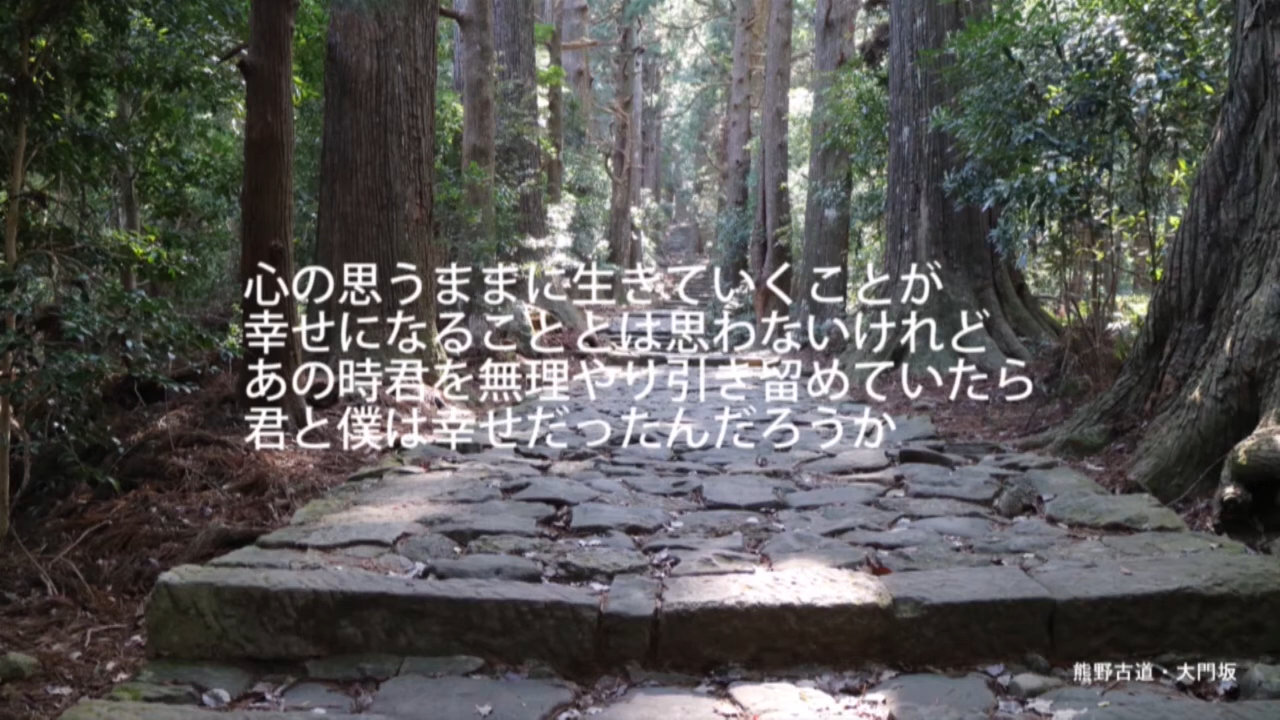 心の思うままに生きていくことが
幸せになることとは思わないけれど
あの時君を無理やり引き留めていたら
君と僕は幸せだったんだろうか
熊野古道・大門坂